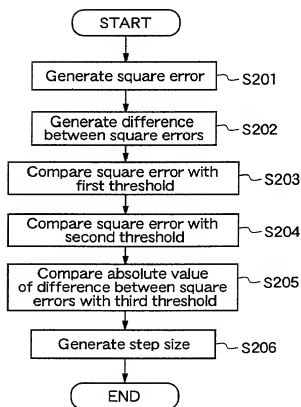 START
Generate square error
S201
Generate difference
between square errors
S202
Compare square error with
first threshold
S203
Compare square error with
second threshold
S204
Compare absolute value
of difference between square
errors with third threshold
S205
Generate step size
S206
END